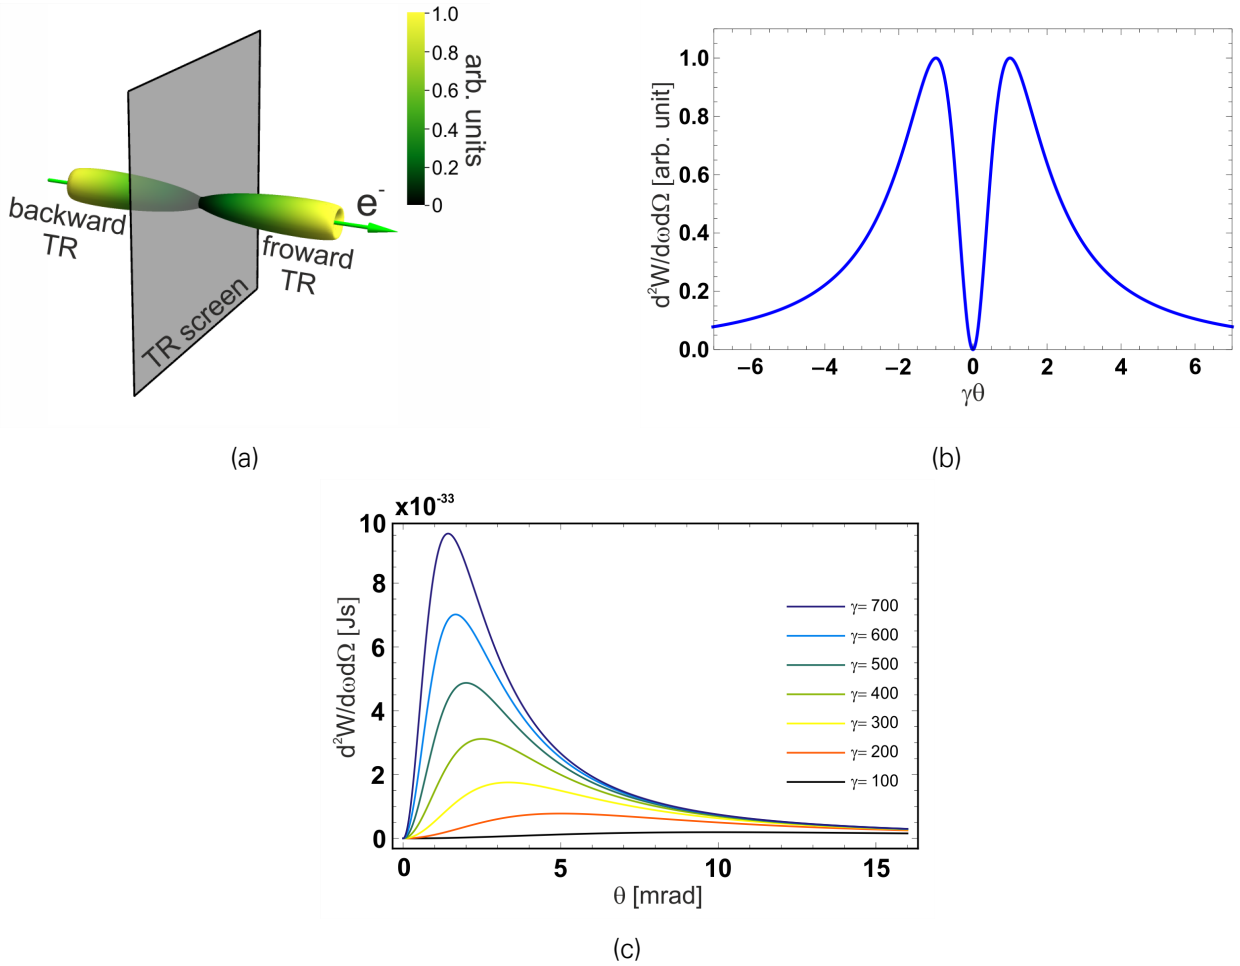 backward
TR
froward
TR
e-
TR screen
1.0
0.8
0.6
0.4
0.2
0
arb. units
(a)
d²W/dωdΩ [arb. unit]
1.0
0.8
0.6
0.4
0.2
0.0
−6 −4 −2 0 2 4 6
γθ
(b)
x10⁻³³
d²W/dωdΩ [Js]
10
8
6
4
2
0
0 5 10 15
θ [mrad]
γ= 700
γ= 600
γ= 500
γ= 400
γ= 300
γ= 200
γ= 100
(c)